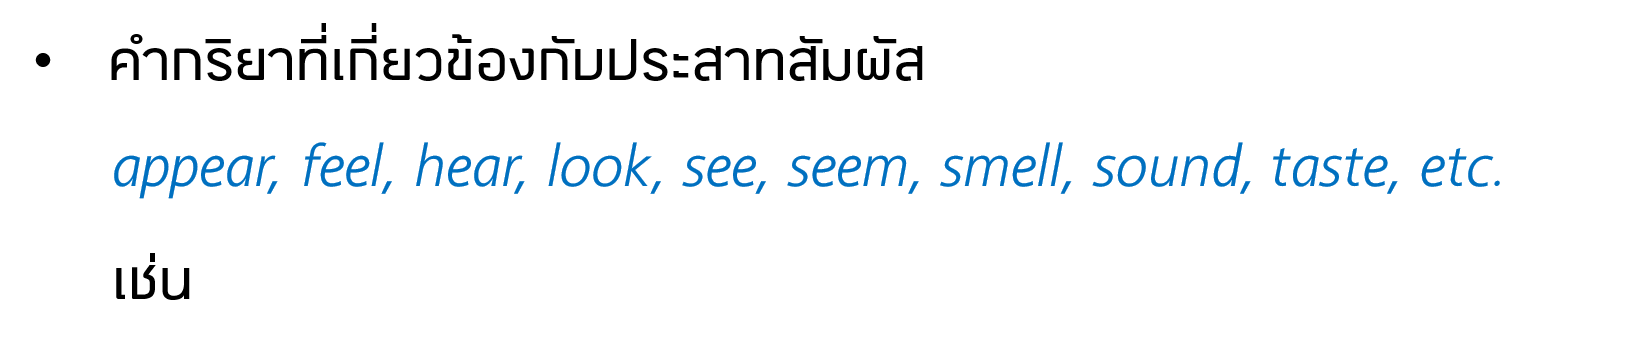 • คำกริยาที่เกี่ยวข้องกับประสาทสัมผัส
appear, feel, hear, look, see, seem, smell, sound, taste, etc.
เช่น